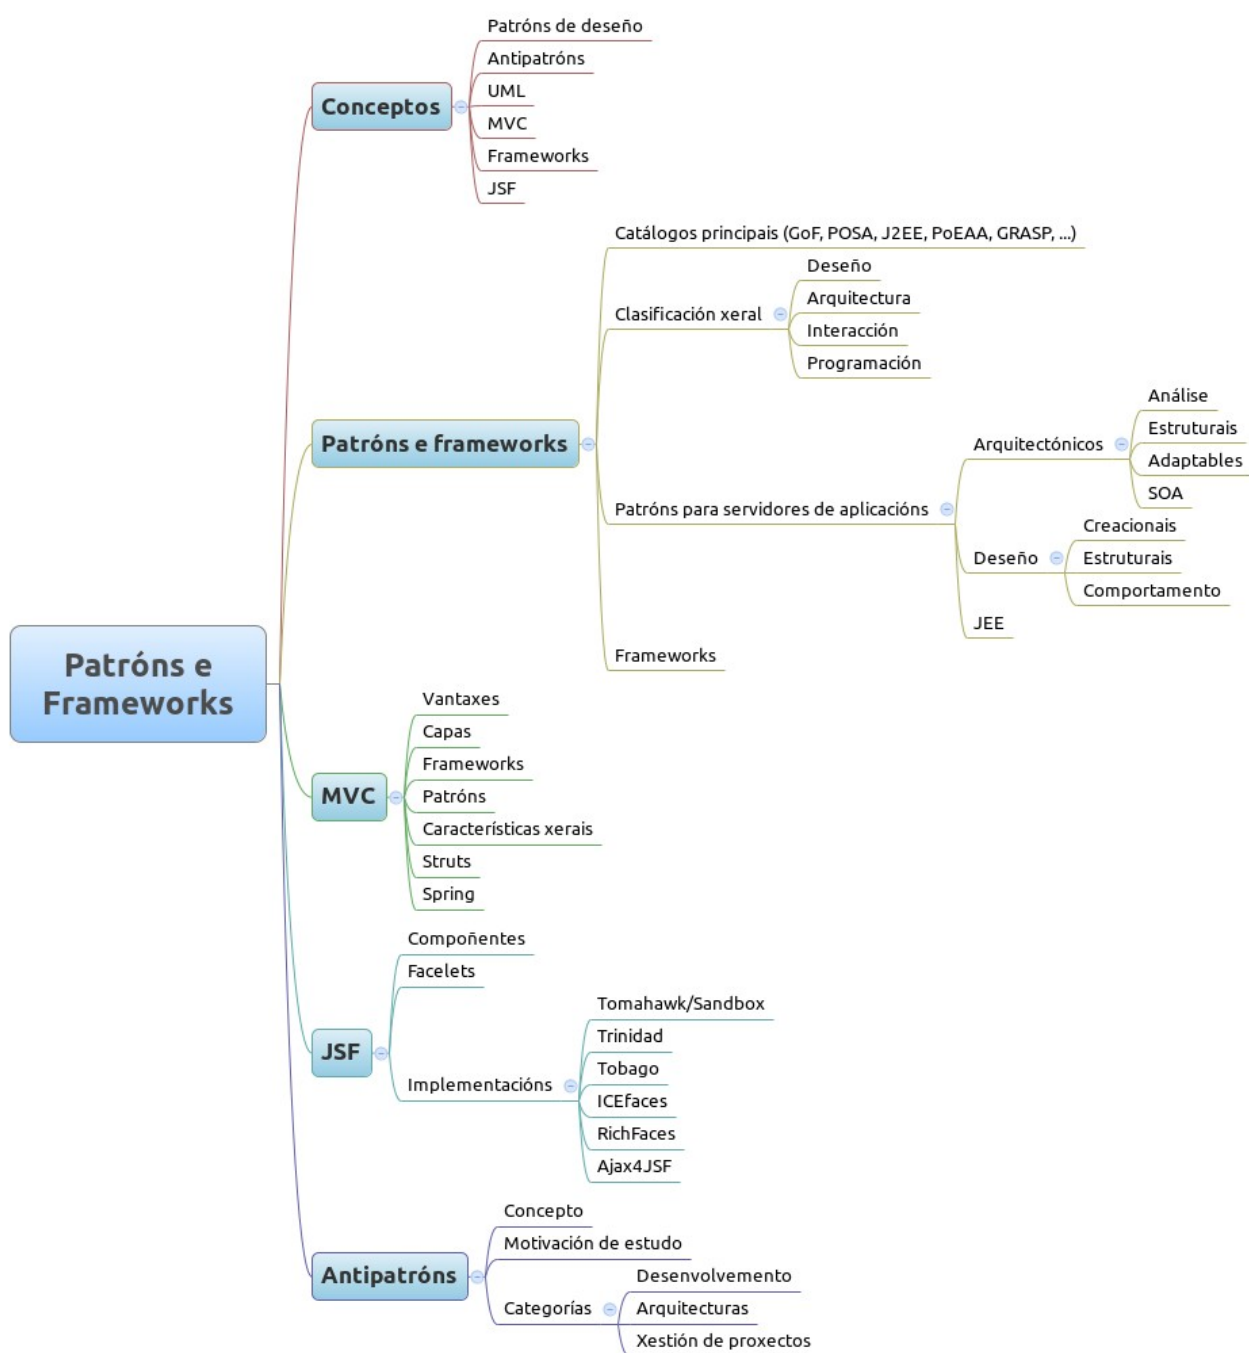 Patróns de deseño
Antipatróns
UML
Conceptos
MVC
Frameworks
JSF
Catálogos principais (GoF, POSA, J2EE, PoEAA, GRASP, ...)
Deseño
Arquitectura
Clasificación xeral
Interacción
Programación
Análise
Estruturais
Patróns e frameworks
Arquitectónicos
Adaptables
SOA
Patróns para servidores de aplicacións
Creacionais
Deseño
Estruturais
Comportamento
JEE
Frameworks
Patróns e
Frameworks
Vantaxes
Capas
Frameworks
MVC
Patróns
Características xerais
Struts
Spring
Compoñentes
Facelets
JSF
Tomahawk/Sandbox
Trinidad
Tobago
Implementacións
ICEfaces
RichFaces
Ajax4JSF
Concepto
Motivación de estudo
Antipatróns
Desenvolvemento
Categorías
Arquitecturas
Xestión de proxectos